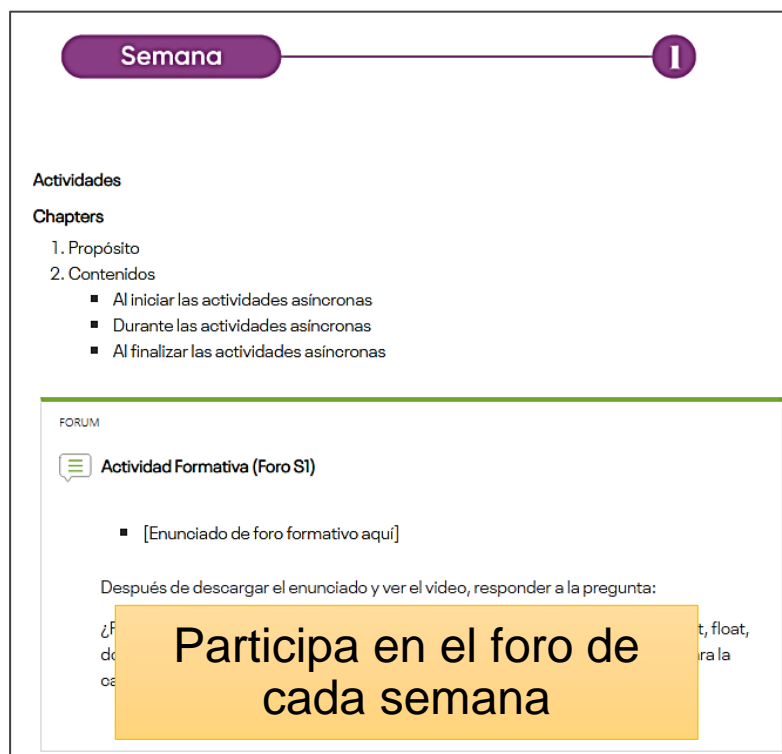 Semana
1
Actividades
Chapters
1. Propósito
2. Contenidos
▪ Al iniciar las actividades asíncronas
▪ Durante las actividades asíncronas
▪ Al finalizar las actividades asíncronas
FORUM
Actividad Formativa (Foro S1)
▪ [Enunciado de foro formativo aquí]
Después de descargar el enunciado y ver el video, responder a la pregunta:
float,
la
Participa en el foro de
cada semana